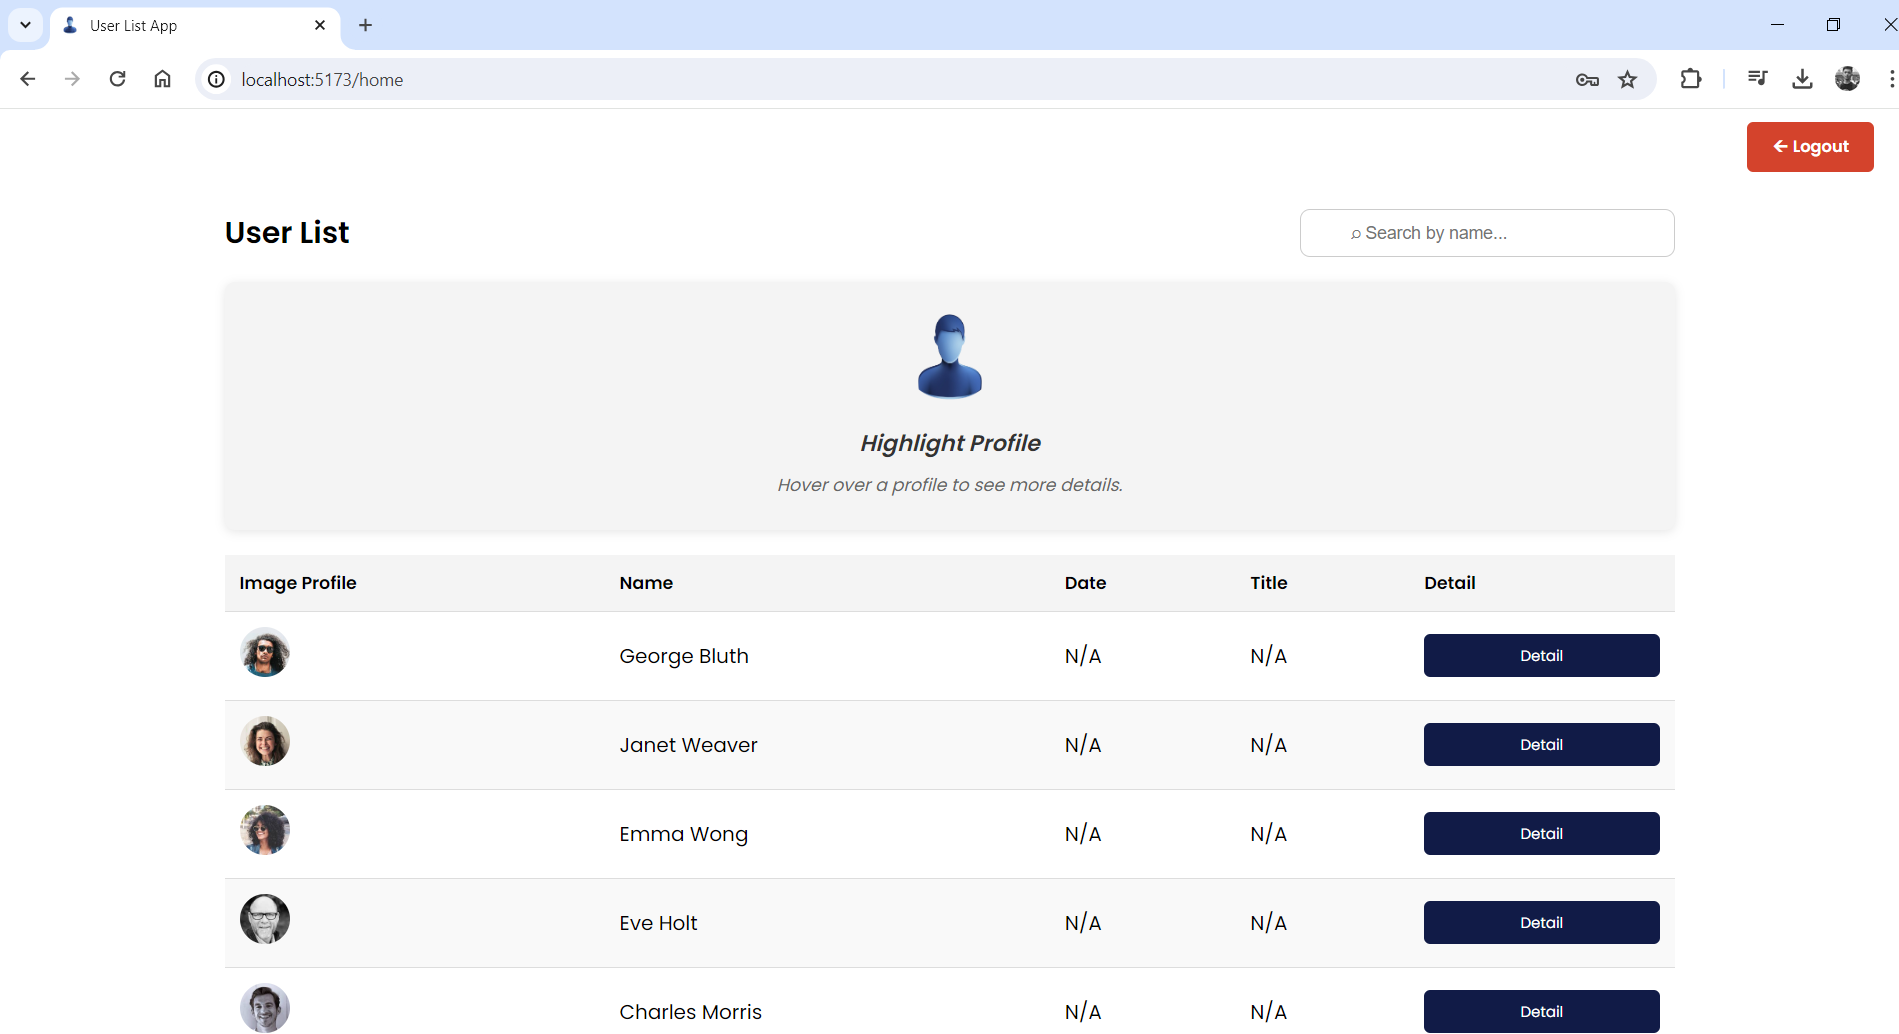 User List App
localhost:5173/home
← Logout
User List
Search by name...
Highlight Profile
Hover over a profile to see more details.
Image Profile Name Date Title Detail
George Bluth N/A N/A Detail
Janet Weaver N/A N/A Detail
Emma Wong N/A N/A Detail
Eve Holt N/A N/A Detail
Charles Morris N/A N/A Detail